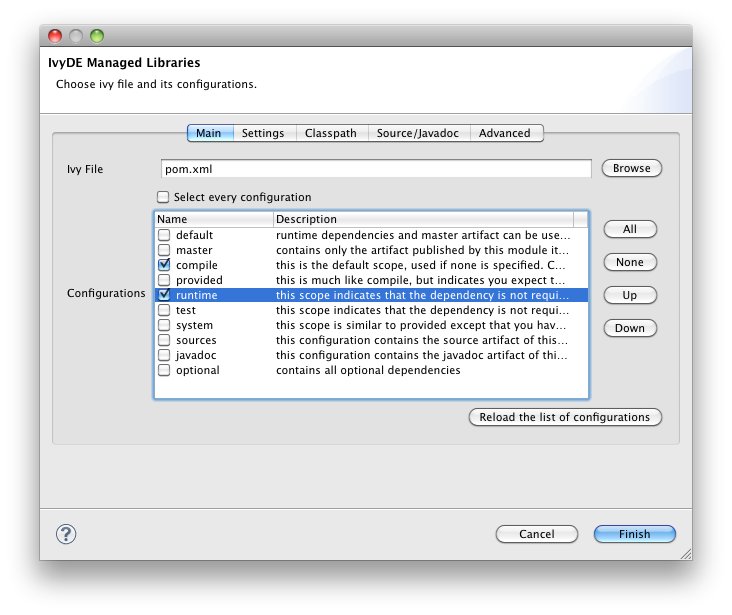 IvyDE Managed Libraries
Choose ivy file and its configurations.
Main Settings Classpath Source/Javadoc Advanced
Ivy File pom.xml Browse
Select every configuration
Name Description
default runtime dependencies and master artifact can be use...
master contains only the artifact published by this module it...
compile this is the default scope, used if none is specified. C...
provided this is much like compile, but indicates you expect t...
Configurations runtime this scope indicates that the dependency is not requi...
test this scope indicates that the dependency is not requi...
system this scope is similar to provided except that you hav...
sources this configuration contains the source artifact of this...
javadoc this configuration contains the javadoc artifact of thi...
optional contains all optional dependencies
All
None
Up
Down
Reload the list of configurations
? Cancel Finish